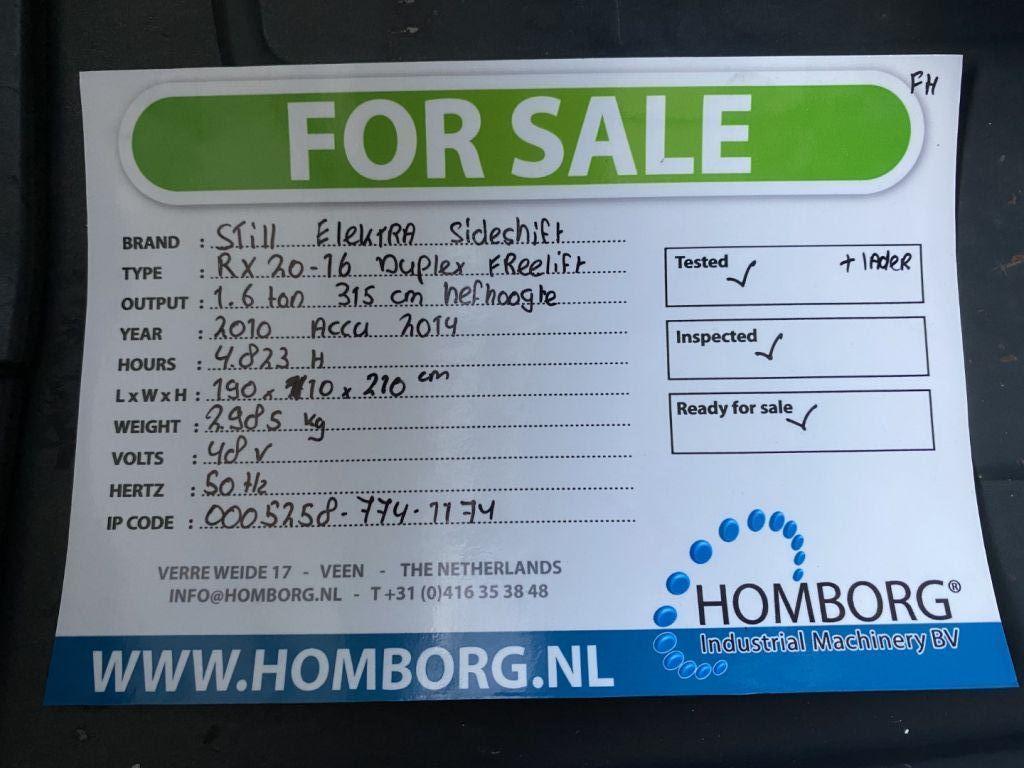 FH
FOR SALE
BRAND : STill ElekTRA Sideshift
TYPE : RX 20-16 Duplex FReelift
OUTPUT : 1.6 ton 315 cm hefhoogte
YEAR : 2010 Accu 2014
HOURS : 4.823 H
L x W x H : 190 x 110 x 210 cm
WEIGHT : 2985 kg
VOLTS : 48 V
HERTZ : 50 Hz
IP CODE : 0005258-774-1174
Tested ✓ + lAdeR
Inspected ✓
Ready for sale ✓
VERRE WEIDE 17 - VEEN - THE NETHERLANDS
INFO@HOMBORG.NL - T +31 (0)416 35 38 48
WWW.HOMBORG.NL
HOMBORG®
Industrial Machinery BV